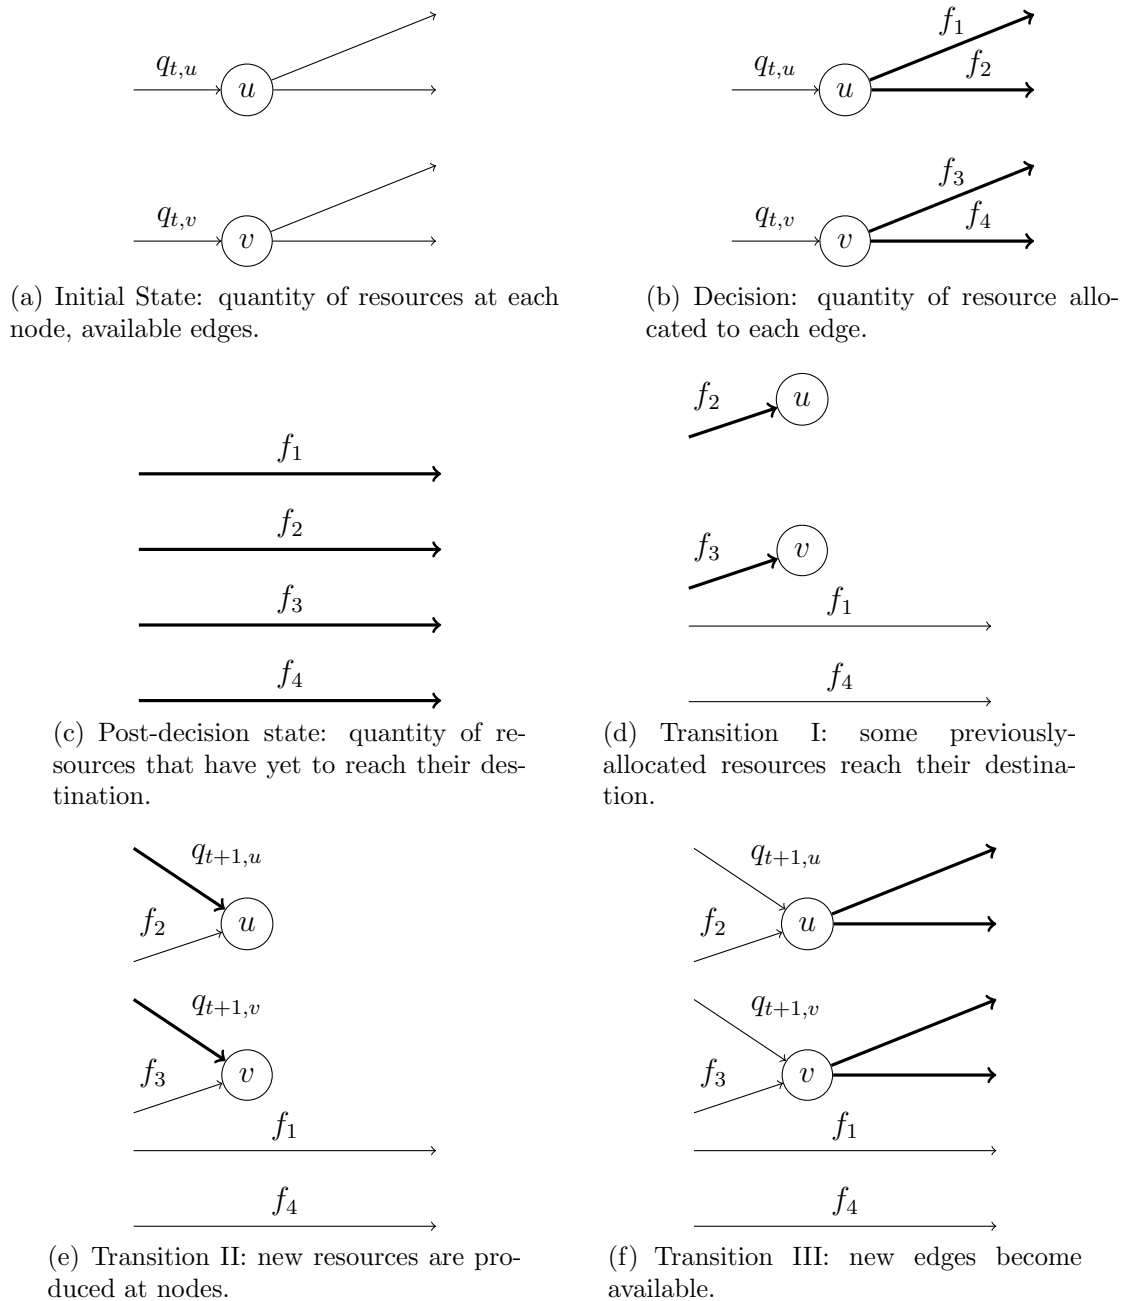 q_{t,u}
u
q_{t,v}
v
(a) Initial State: quantity of resources at each
node, available edges.
f_1
q_{t,u}
u
f_2
f_3
q_{t,v}
v
f_4
(b) Decision: quantity of resource allo-
cated to each edge.
f_1
f_2
f_3
f_4
(c) Post-decision state: quantity of re-
sources that have yet to reach their des-
tination.
f_2
u
f_3
v
f_1
f_4
(d) Transition I: some previously-
allocated resources reach their destina-
tion.
q_{t+1,u}
f_2
u
q_{t+1,v}
f_3
v
f_1
f_4
(e) Transition II: new resources are pro-
duced at nodes.
q_{t+1,u}
f_2
u
q_{t+1,v}
f_3
v
f_1
f_4
(f) Transition III: new edges become
available.